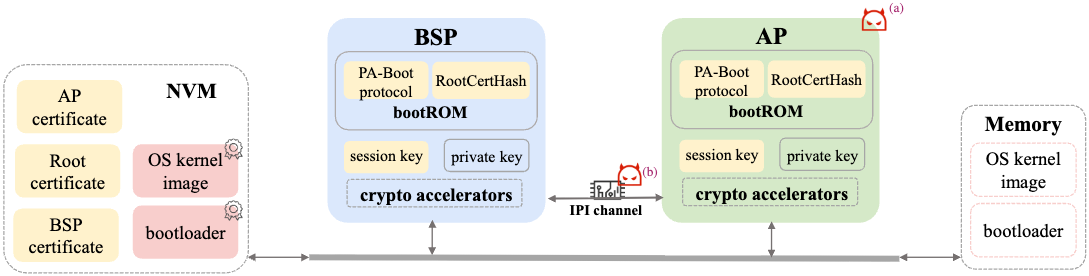 NVM
AP
certificate
Root
certificate
BSP
certificate
OS kernel
image
bootloader
BSP
PA-Boot
protocol
RootCertHash
bootROM
session key
private key
crypto accelerators
(b)
IPI channel
(a)
AP
PA-Boot
protocol
RootCertHash
bootROM
session key
private key
crypto accelerators
Memory
OS kernel
image
bootloader